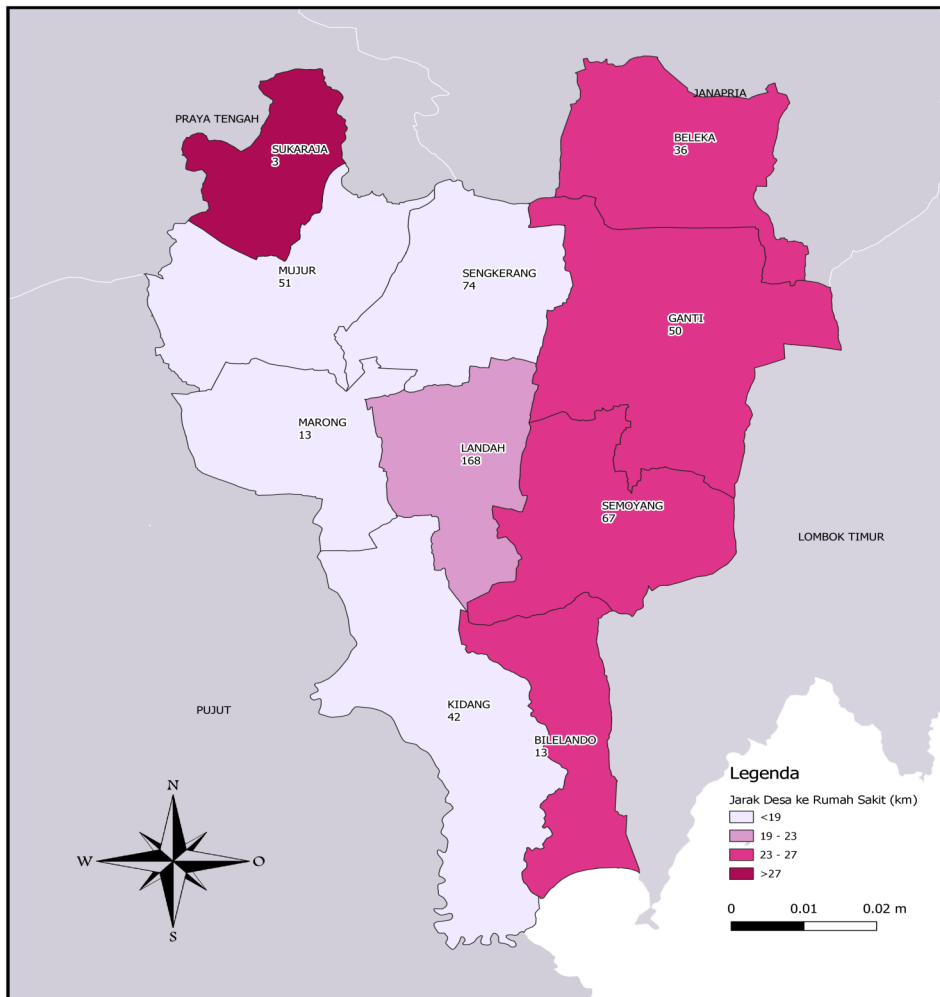 JANAPRIA
PRAYA TENGAH
BELEKA
36
SUKARAJA
3
MUJUR
51
SENGKERANG
74
GANTI
50
MARONG
13
LANDAH
168
SEMOYANG
67
LOMBOK TIMUR
KIDANG
42
PUJUT
BILELANDO
13
Legenda
Jarak Desa ke Rumah Sakit (km)
<19
19 - 23
23 - 27
>27
N
W O
S
0 0.01 0.02 m